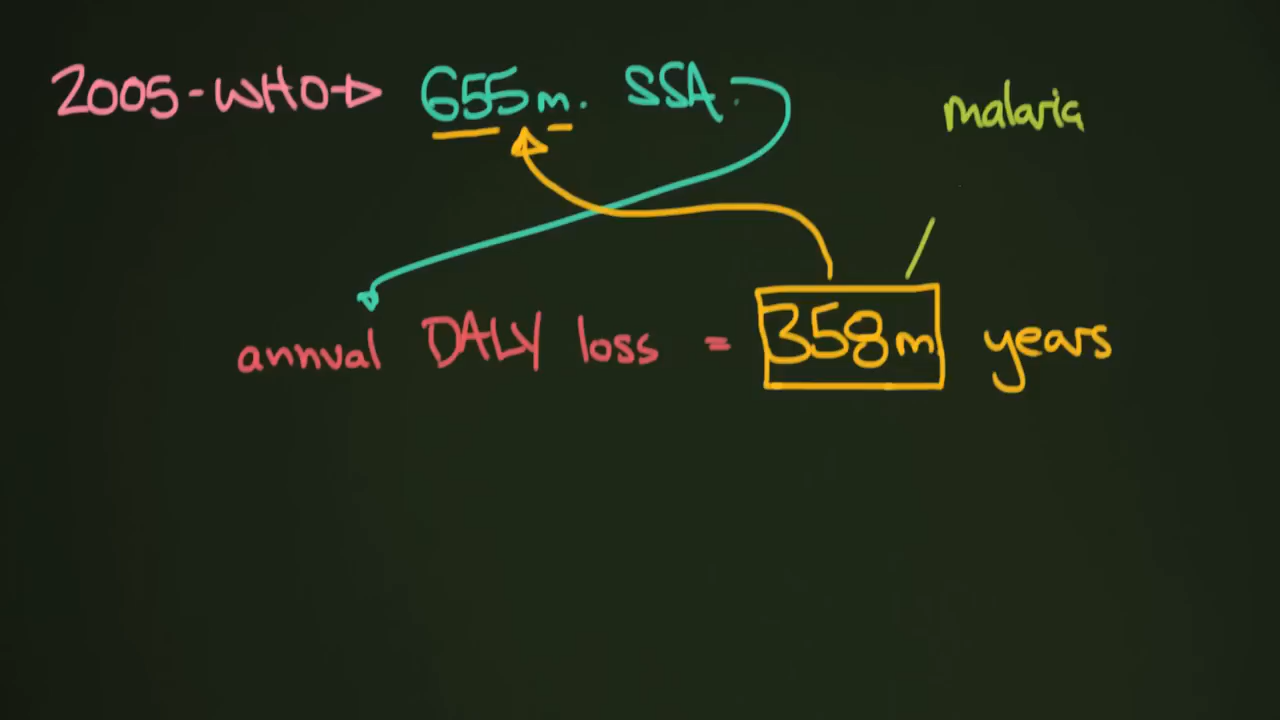 2005-WHO→ 655m. SSA.
malaria
annual DALY loss = 358m years